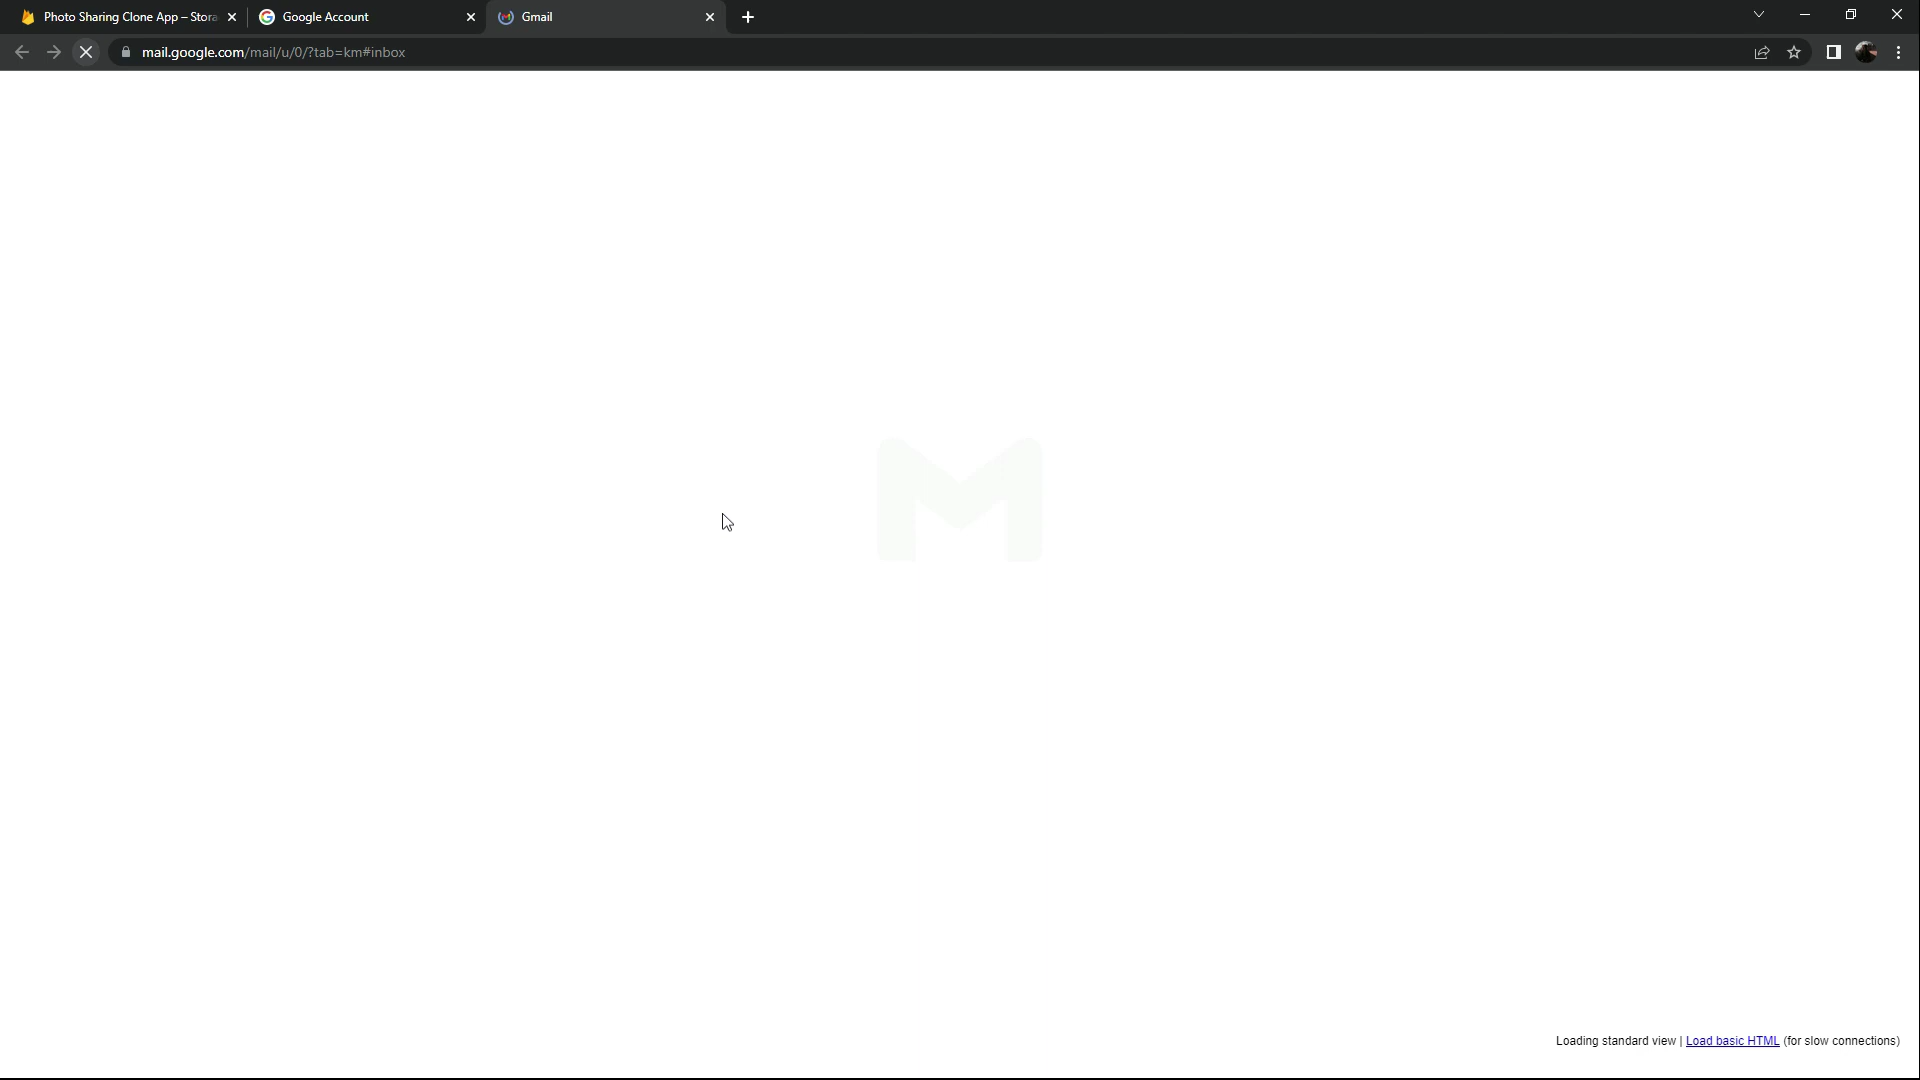 Photo Sharing Clone App – Stora
Google Account
Gmail
mail.google.com/mail/u/0/?tab=km#inbox
Loading standard view | Load basic HTML (for slow connections)